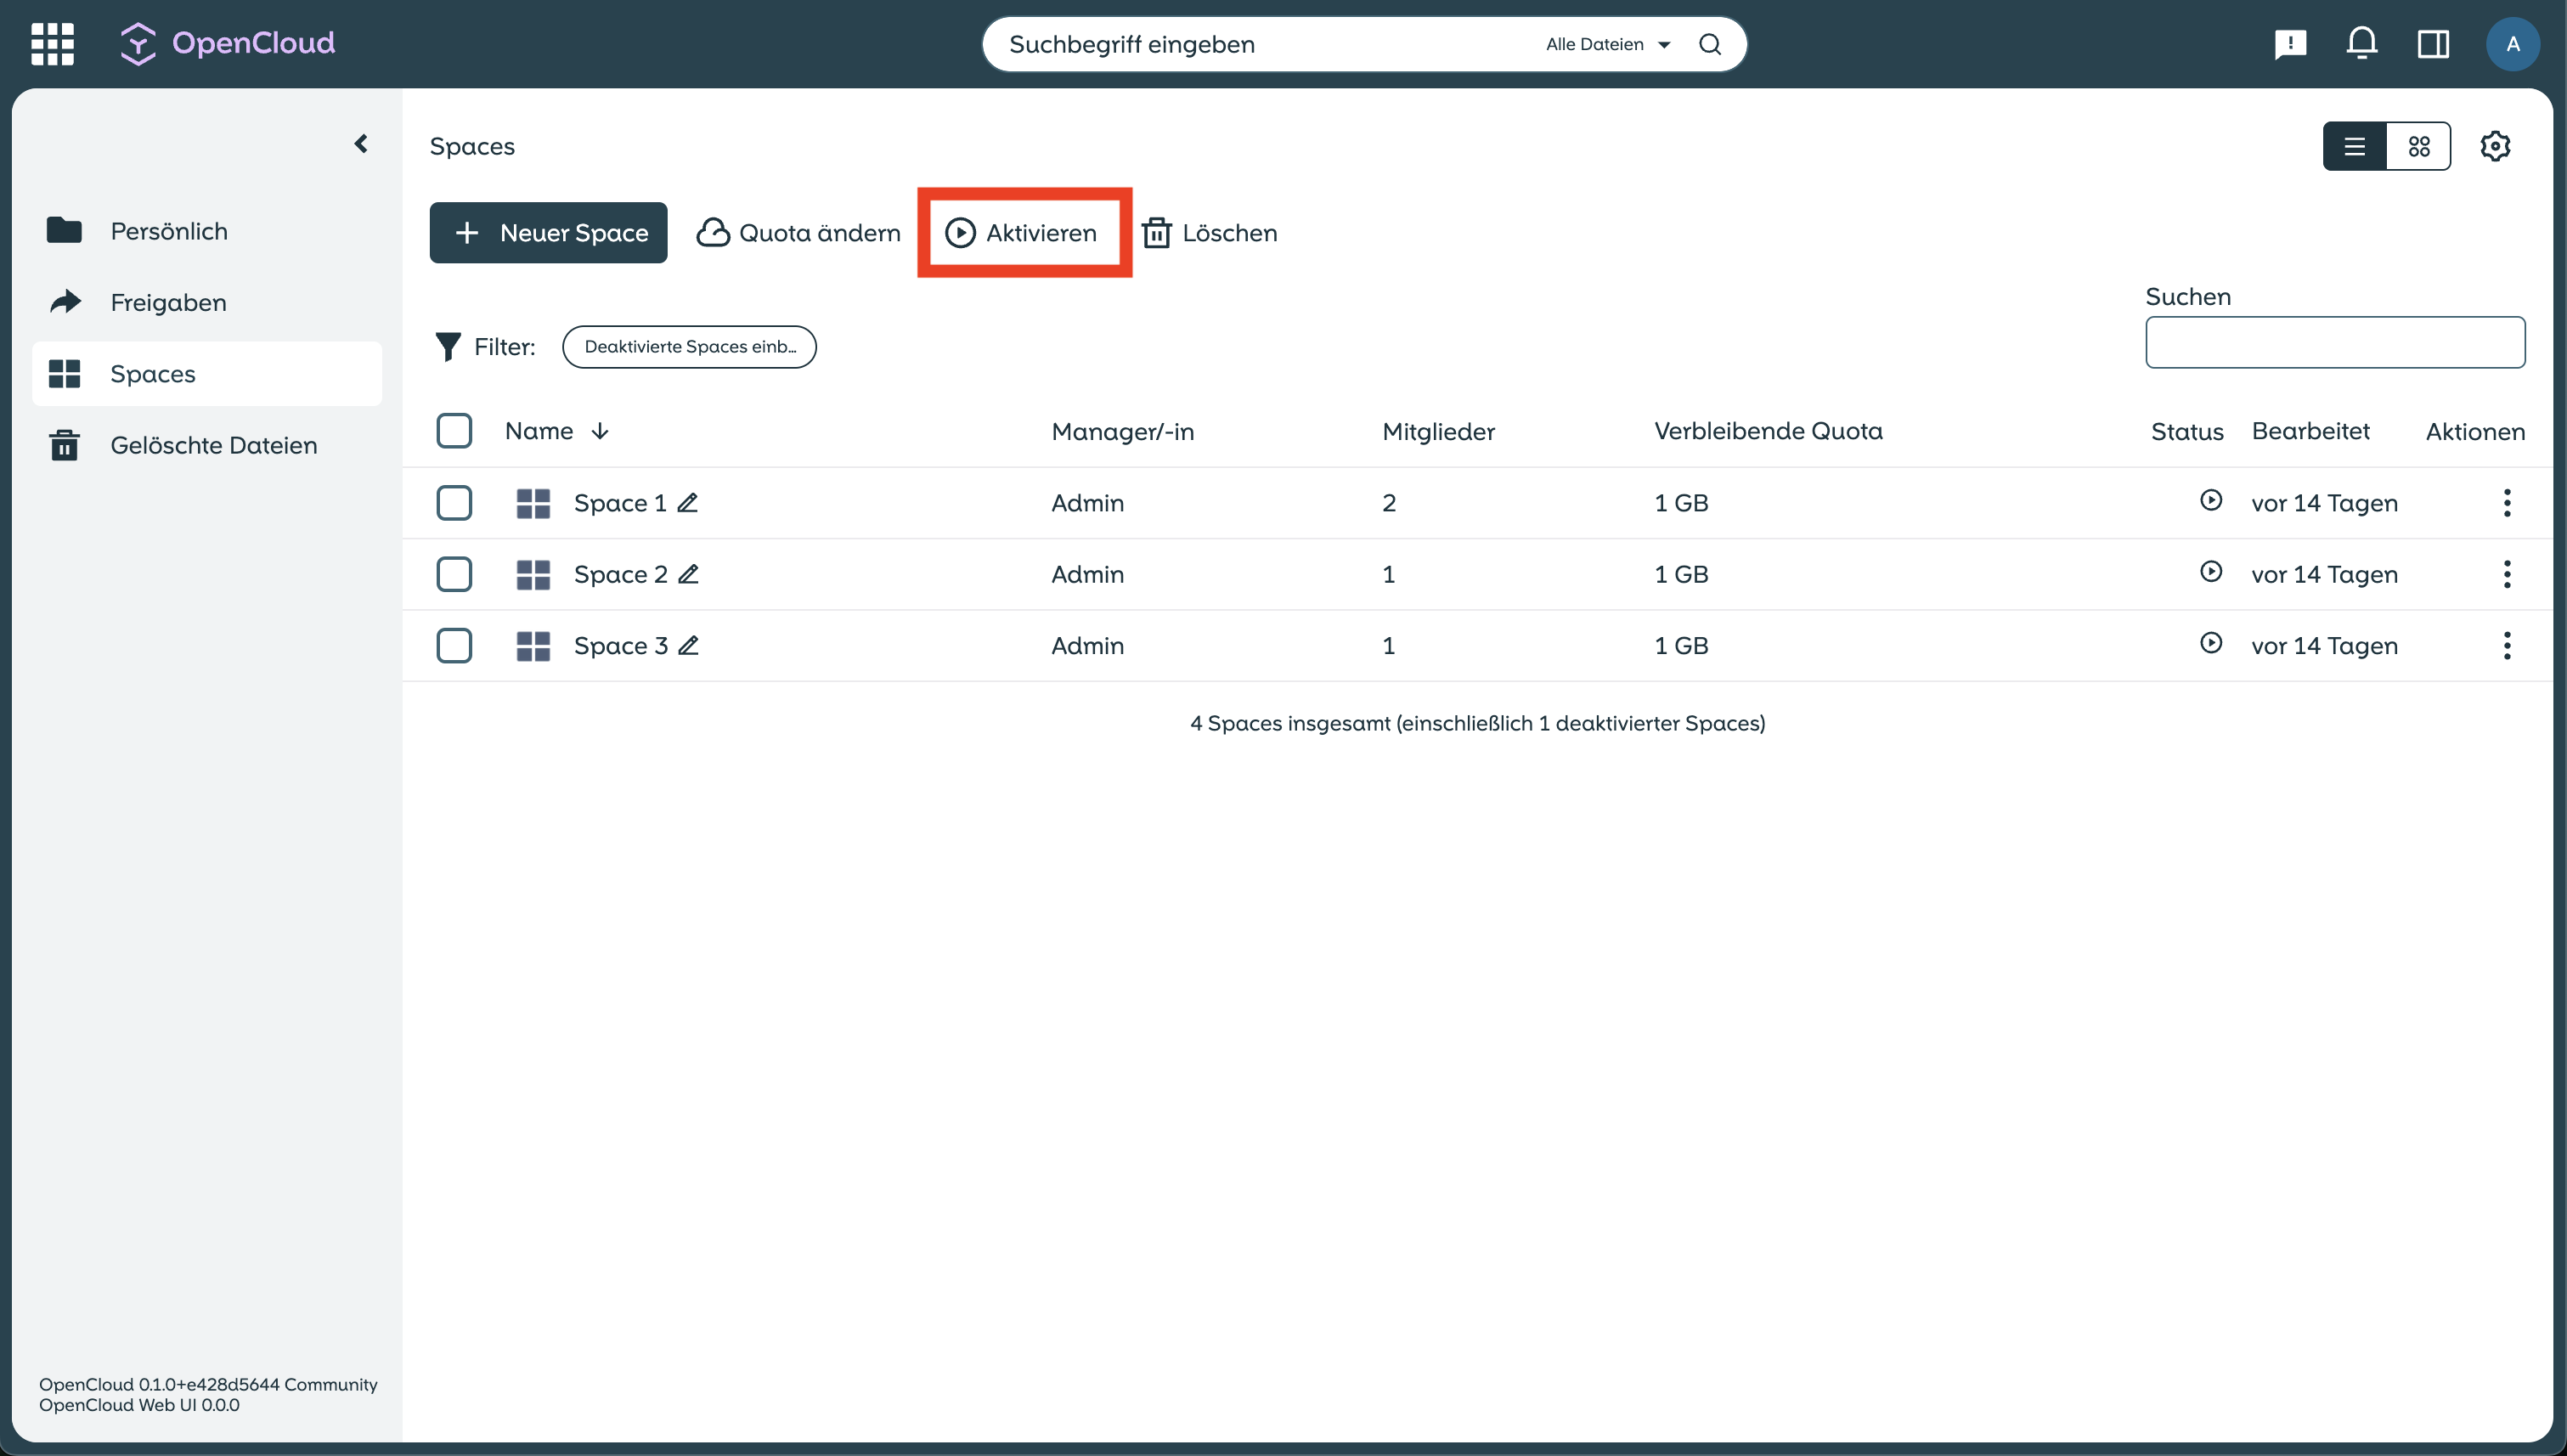 OpenCloud
Suchbegriff eingeben
Alle Dateien
A
Persönlich
Freigaben
Spaces
Gelöschte Dateien
Spaces
Neuer Space
Quota ändern
Aktivieren
Löschen
Suchen
Filter:
Deaktivierte Spaces einb...
Name Manager/-in Mitglieder Verbleibende Quota Status Bearbeitet Aktionen
Space 1 Admin 2 1 GB vor 14 Tagen
Space 2 Admin 1 1 GB vor 14 Tagen
Space 3 Admin 1 1 GB vor 14 Tagen
4 Spaces insgesamt (einschließlich 1 deaktivierter Spaces)
OpenCloud 0.1.0+e428d5644 Community
OpenCloud Web UI 0.0.0